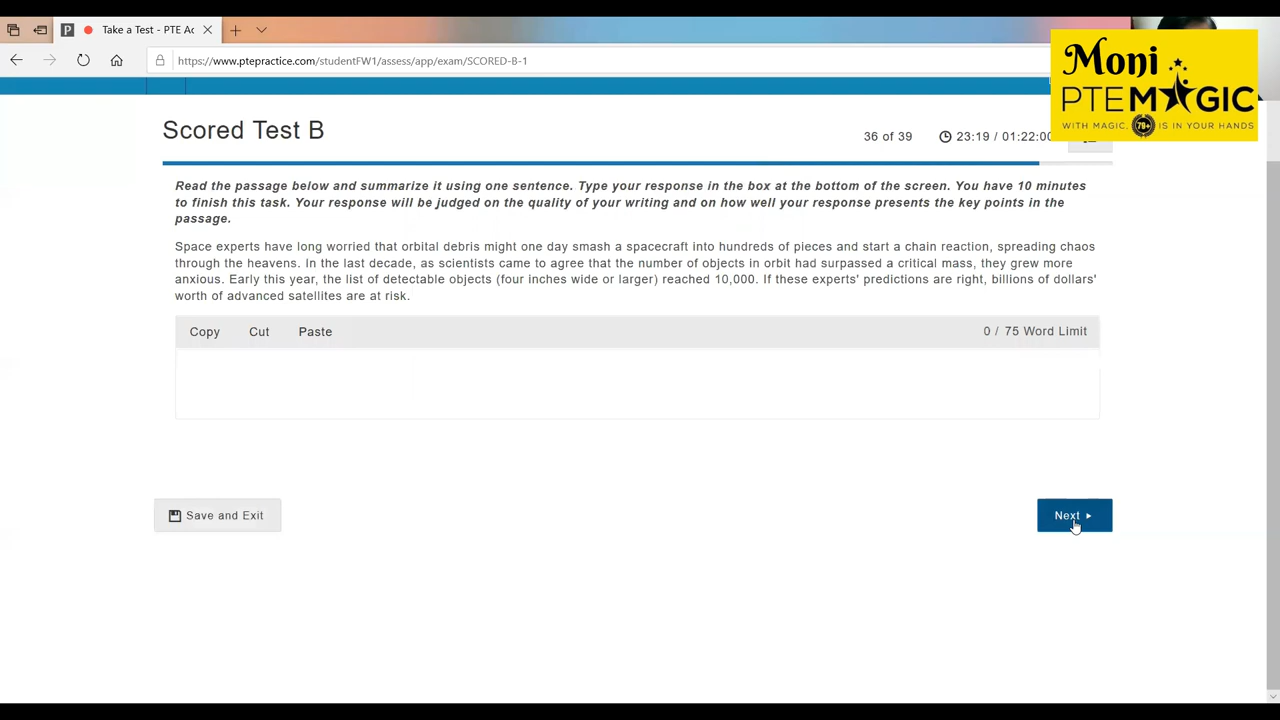 Take a Test - PTE Ac
https://www.ptepractice.com/studentFW1/assess/app/exam/SCORED-B-1
Moni
PTEMAGIC
WITH MAGIC, 79+ IS IN YOUR HANDS
Scored Test B
36 of 39
23:19 / 01:22:00
Read the passage below and summarize it using one sentence. Type your response in the box at the bottom of the screen. You have 10 minutes
to finish this task. Your response will be judged on the quality of your writing and on how well your response presents the key points in the
passage.
Space experts have long worried that orbital debris might one day smash a spacecraft into hundreds of pieces and start a chain reaction, spreading chaos
through the heavens. In the last decade, as scientists came to agree that the number of objects in orbit had surpassed a critical mass, they grew more
anxious. Early this year, the list of detectable objects (four inches wide or larger) reached 10,000. If these experts' predictions are right, billions of dollars'
worth of advanced satellites are at risk.
Copy Cut Paste 0 / 75 Word Limit
Save and Exit
Next